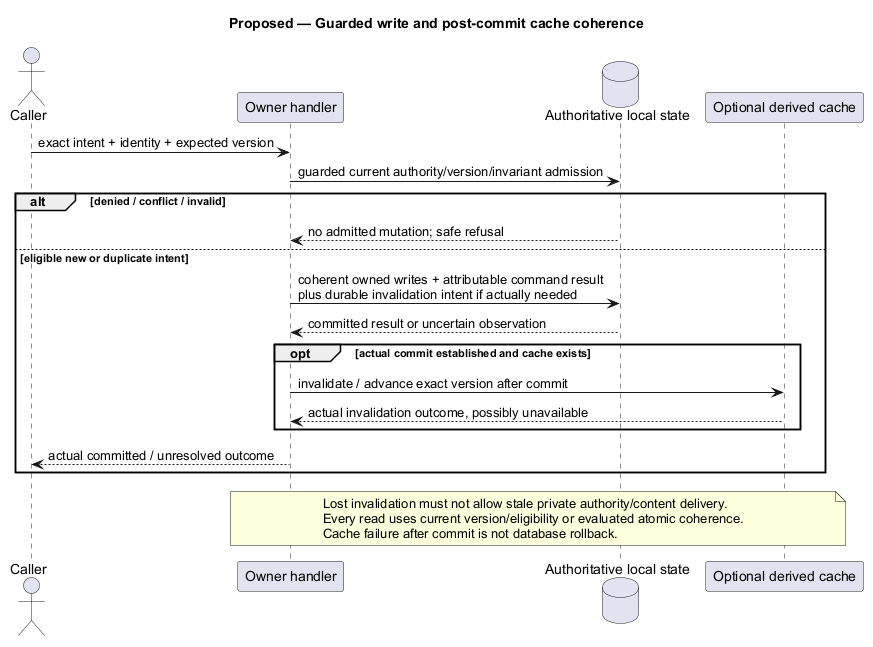 Proposed — Guarded write and post-commit cache coherence
Caller
Owner handler
Authoritative local state
Optional derived cache
exact intent + identity + expected version
guarded current authority/version/invariant admission
alt
[denied / conflict / invalid]
no admitted mutation; safe refusal
[eligible new or duplicate intent]
coherent owned writes + attributable command result
plus durable invalidation intent if actually needed
committed result or uncertain observation
opt
[actual commit established and cache exists]
invalidate / advance exact version after commit
actual invalidation outcome, possibly unavailable
actual committed / unresolved outcome
Lost invalidation must not allow stale private authority/content delivery.
Every read uses current version/eligibility or evaluated atomic coherence.
Cache failure after commit is not database rollback.
Caller
Owner handler
Authoritative local state
Optional derived cache